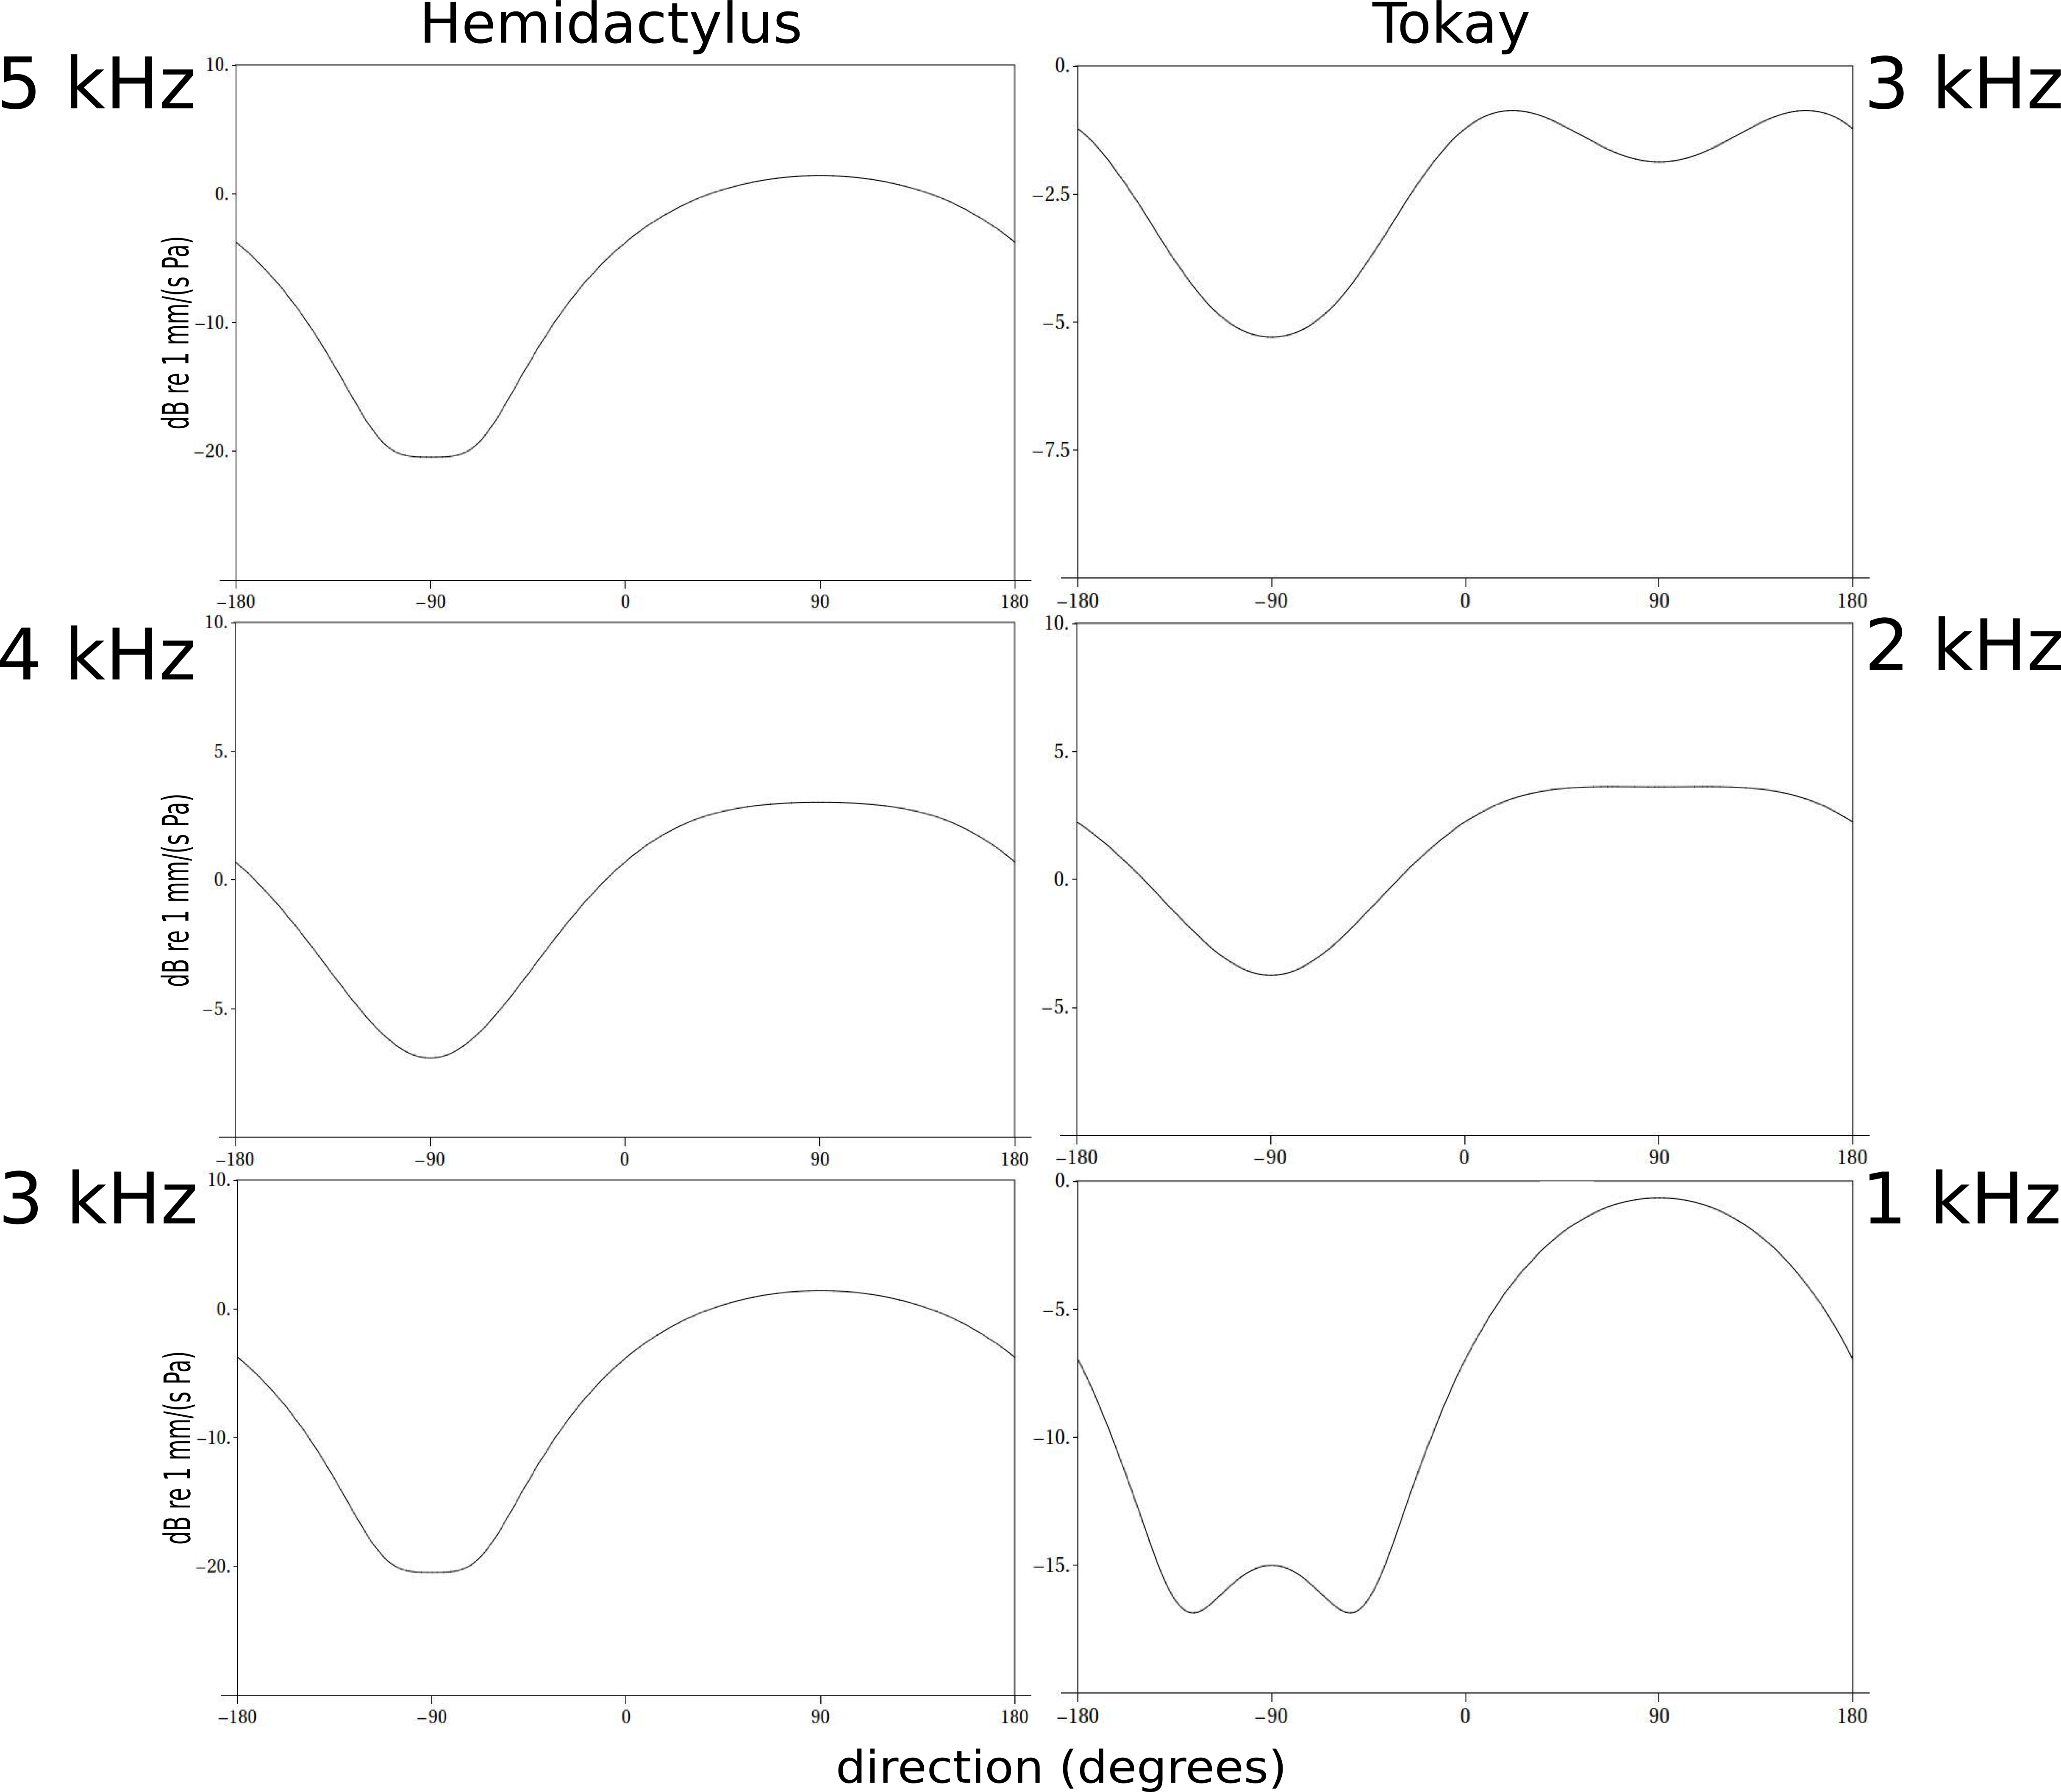 Hemidactylus Tokay
5 kHz 3 kHz
dB re 1 mm/(s Pa)
10.
0.
−10.
−20.
−180 −90 0 90 180
0.
−2.5
−5.
−7.5
−180 −90 0 90 180
4 kHz 2 kHz
dB re 1 mm/(s Pa)
10.
5.
0.
−5.
−180 −90 0 90 180
10.
5.
0.
−5.
−180 −90 0 90 180
3 kHz 1 kHz
dB re 1 mm/(s Pa)
10.
0.
−10.
−20.
−180 −90 0 90 180
0.
−5.
−10.
−15.
−180 −90 0 90 180
direction (degrees)